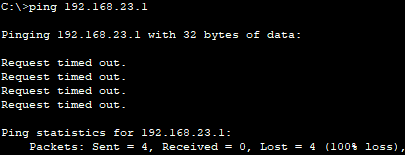 C:\>ping 192.168.23.1
Pinging 192.168.23.1 with 32 bytes of data:
Request timed out.
Request timed out.
Request timed out.
Request timed out.
Ping statistics for 192.168.23.1:
Packets: Sent = 4, Received = 0, Lost = 4 (100% loss),